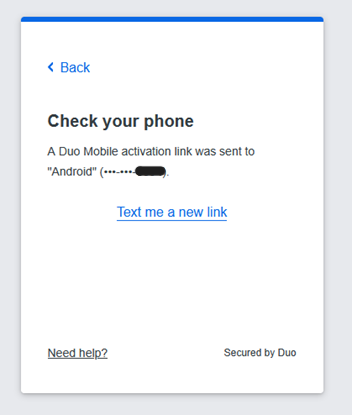 Back
Check your phone
A Duo Mobile activation link was sent to
"Android" (•••-•••-).
Text me a new link
Need help?
Secured by Duo